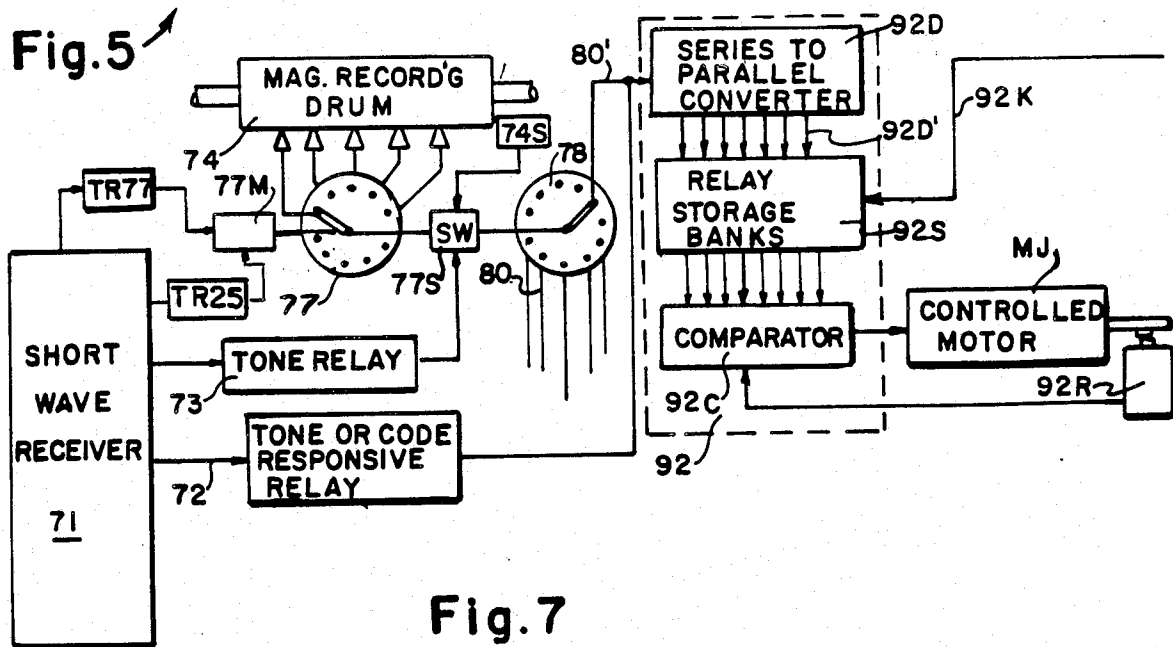 Fig.5
MAG. RECORD'G
DRUM
74
74S
TR77
77M
77
SW
77S
78
80
80'
TR25
SHORT
WAVE
RECEIVER
71
TONE RELAY
73
72
TONE OR CODE
RESPONSIVE
RELAY
SERIES TO
PARALLEL
CONVERTER
92D
92D'
92K
RELAY
STORAGE
BANKS
92S
COMPARATOR
92C
92
MJ
CONTROLLED
MOTOR
92R
Fig.7